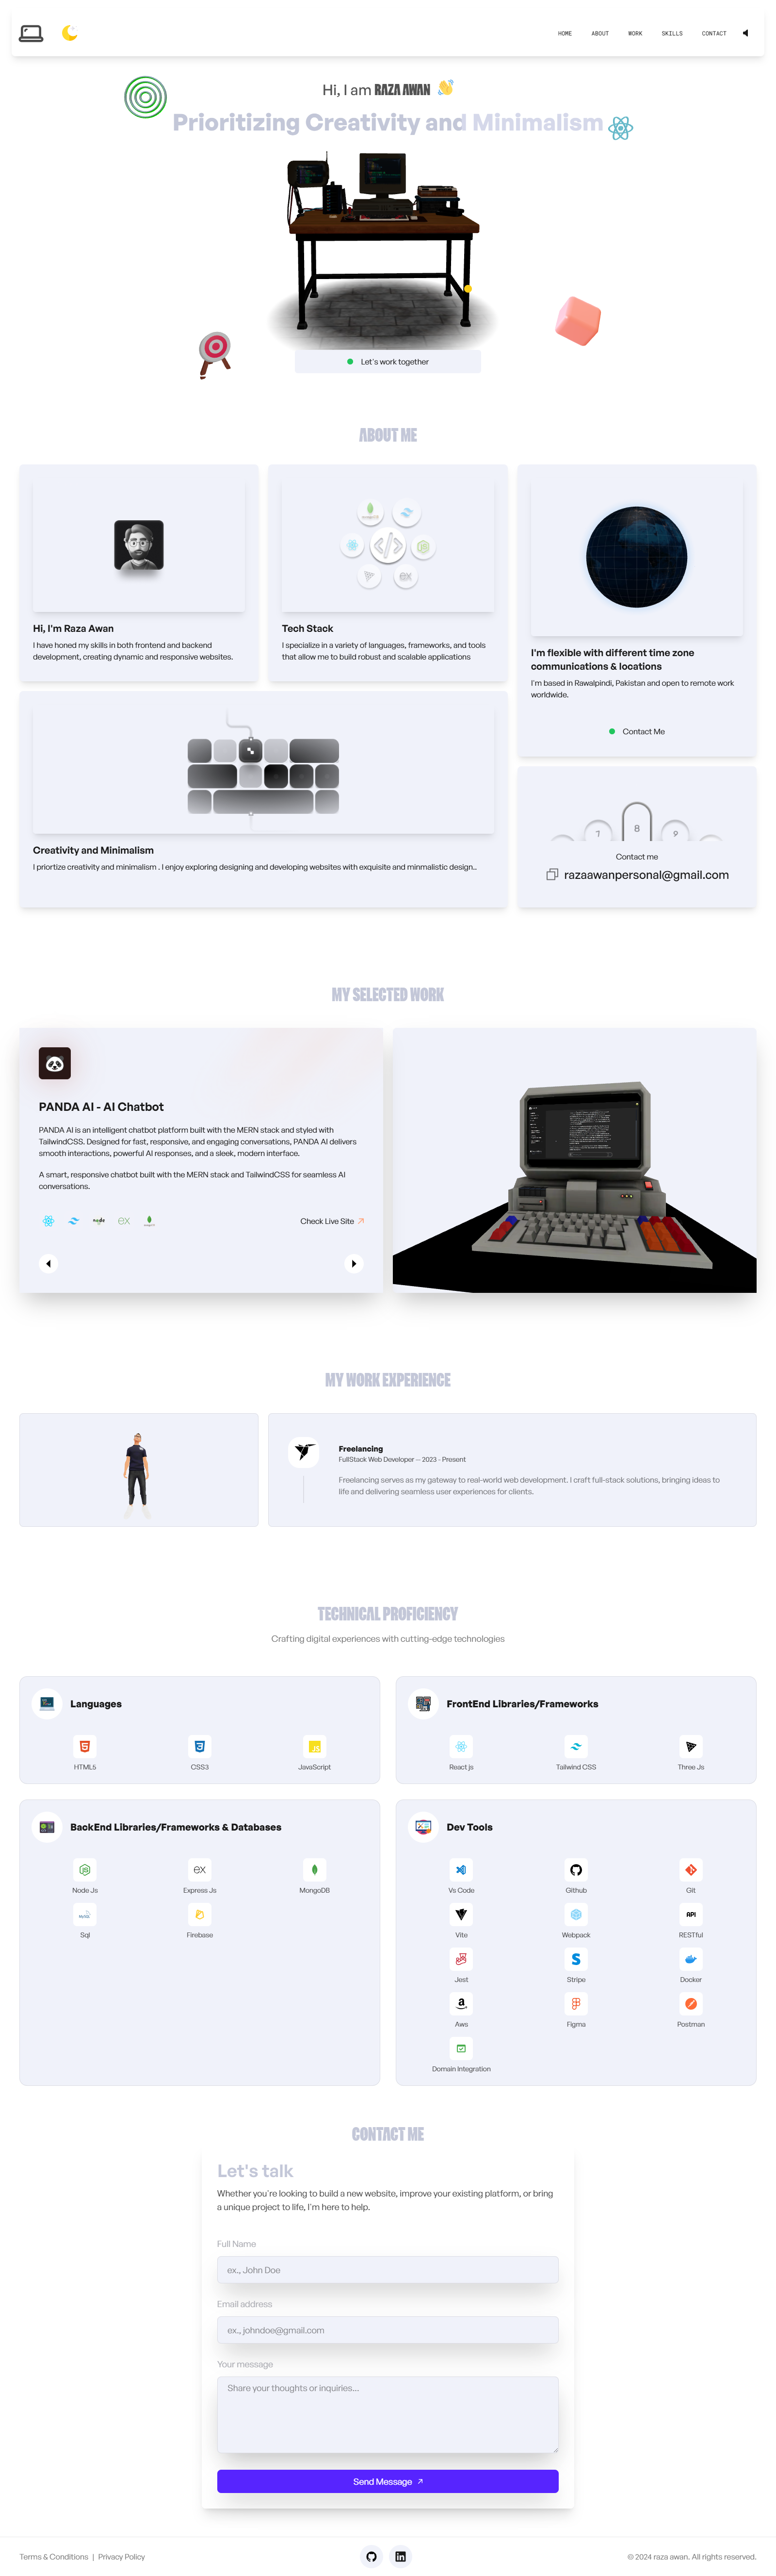 HOME ABOUT WORK SKILLS CONTACT
Hi, I am RAZA AWAN
Prioritizing Creativity and Minimalism
Let's work together
ABOUT ME
Hi, I'm Raza Awan
I have honed my skills in both frontend and backend
development, creating dynamic and responsive websites.
Tech Stack
I specialize in a variety of languages, frameworks, and tools
that allow me to build robust and scalable applications
I'm flexible with different time zone
communications & locations
I'm based in Rawalpindi, Pakistan and open to remote work
worldwide.
Contact Me
Creativity and Minimalism
I priortize creativity and minimalism . I enjoy exploring designing and developing websites with exquisite and minmalistic design..
7 8 9
Contact me
razaawanpersonal@gmail.com
MY SELECTED WORK
PANDA AI - AI Chatbot
PANDA AI is an intelligent chatbot platform built with the MERN stack and styled with
TailwindCSS. Designed for fast, responsive, and engaging conversations, PANDA AI delivers
smooth interactions, powerful AI responses, and a sleek, modern interface.
A smart, responsive chatbot built with the MERN stack and TailwindCSS for seamless AI
conversations.
Check Live Site
MY WORK EXPERIENCE
Freelancing
FullStack Web Developer -- 2023 - Present
Freelancing serves as my gateway to real-world web development. I craft full-stack solutions, bringing ideas to
life and delivering seamless user experiences for clients.
TECHNICAL PROFICIENCY
Crafting digital experiences with cutting-edge technologies
Languages
HTML5 CSS3 JavaScript
FrontEnd Libraries/Frameworks
React js Tailwind CSS Three Js
BackEnd Libraries/Frameworks & Databases
Node Js Express Js MongoDB
Sql Firebase
Dev Tools
Vs Code Github Git
API
Vite Webpack RESTful
Jest Stripe Docker
Aws Figma Postman
Domain Integration
CONTACT ME
Let's talk
Whether you're looking to build a new website, improve your existing platform, or bring
a unique project to life, I'm here to help.
Full Name
ex., John Doe
Email address
ex., johndoe@gmail.com
Your message
Share your thoughts or inquiries...
Send Message
Terms & Conditions | Privacy Policy
© 2024 raza awan. All rights reserved.